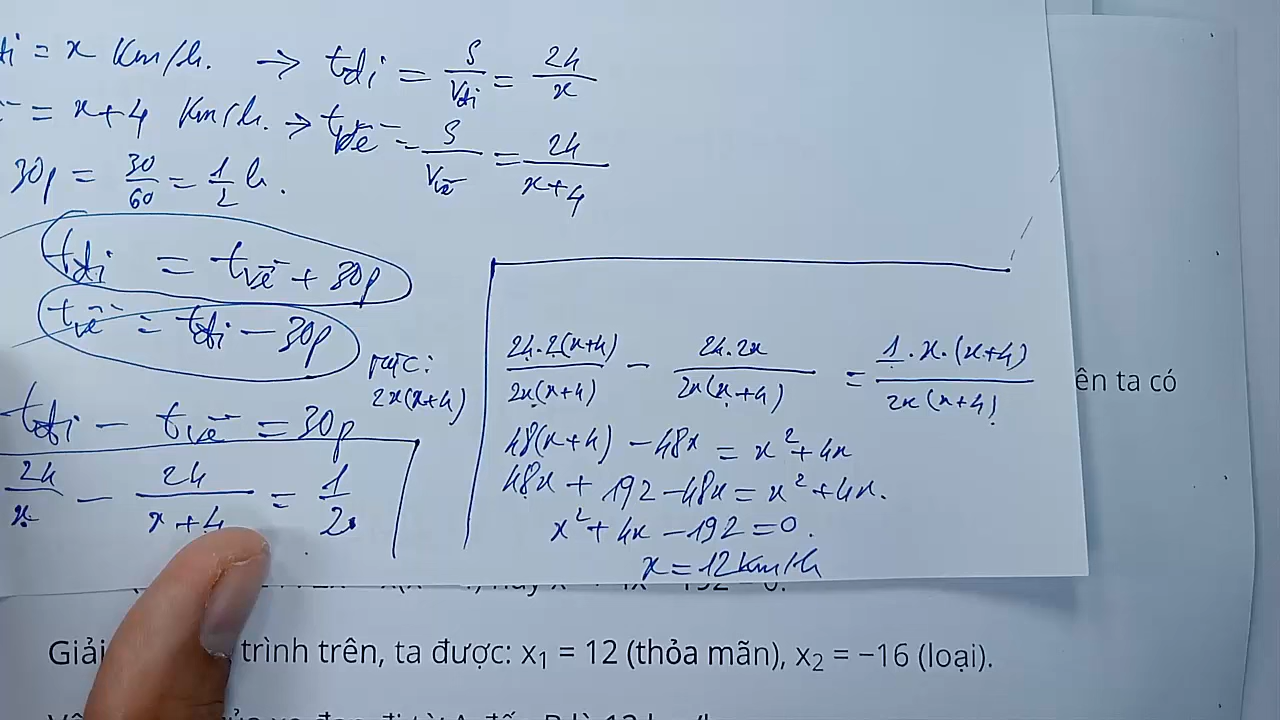 đi = x Km/h. → tđi = S/Vđi = 24/x
= x+4 Km/h. → tvề = S/Vvề = 24/(x+4)
30p = 30/60 = 1/2 h.
tđi = tvề + 30p
tvề = tđi − 30p
MTC:
2x(x+4)
tđi − tvề = 30p
24/x − 24/(x+4) = 1/2
24.2(x+4)/2x(x+4) − 24.2x/2x(x+4) = 1.x.(x+4)/2x(x+4)
48(x+4) − 48x = x² + 4x
48x + 192 − 48x = x² + 4x.
x² + 4x − 192 = 0.
x = 12 km/h
ên ta có
Giải trình trên, ta được: x₁ = 12 (thỏa mãn), x₂ = −16 (loại).